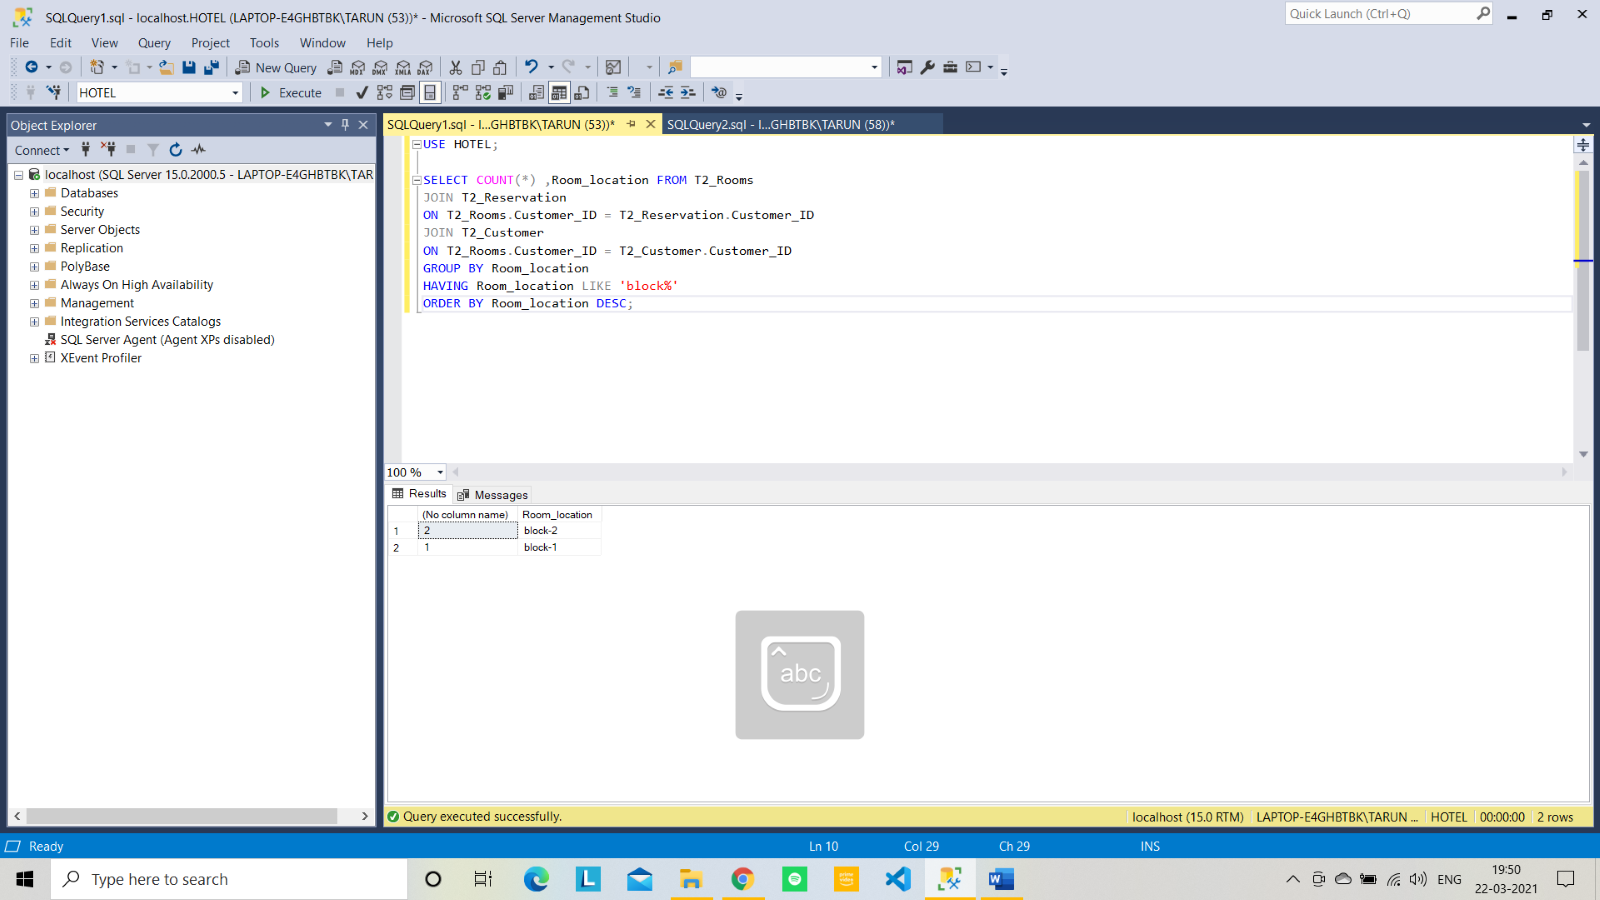 SQLQuery1.sql - localhost.HOTEL (LAPTOP-E4GHBTBK\TARUN (53))* - Microsoft SQL Server Management Studio
Quick Launch (Ctrl+Q)
File Edit View Query Project Tools Window Help
New Query
HOTEL
Execute
Object Explorer
Connect
localhost (SQL Server 15.0.2000.5 - LAPTOP-E4GHBTBK\TAR
Databases
Security
Server Objects
Replication
PolyBase
Always On High Availability
Management
Integration Services Catalogs
SQL Server Agent (Agent XPs disabled)
XEvent Profiler
SQLQuery1.sql - l...GHBTBK\TARUN (53))*
SQLQuery2.sql - l...GHBTBK\TARUN (58))*
USE HOTEL;
SELECT COUNT(*) ,Room_location FROM T2_Rooms
JOIN T2_Reservation
ON T2_Rooms.Customer_ID = T2_Reservation.Customer_ID
JOIN T2_Customer
ON T2_Rooms.Customer_ID = T2_Customer.Customer_ID
GROUP BY Room_location
HAVING Room_location LIKE 'block%'
ORDER BY Room_location DESC;
100 %
Results Messages
(No column name) Room_location
1 2 block-2
2 1 block-1
abc
Query executed successfully.
localhost (15.0 RTM) LAPTOP-E4GHBTBK\TARUN ... HOTEL 00:00:00 2 rows
Ready Ln 10 Col 29 Ch 29 INS
Type here to search
ENG
19:50
22-03-2021